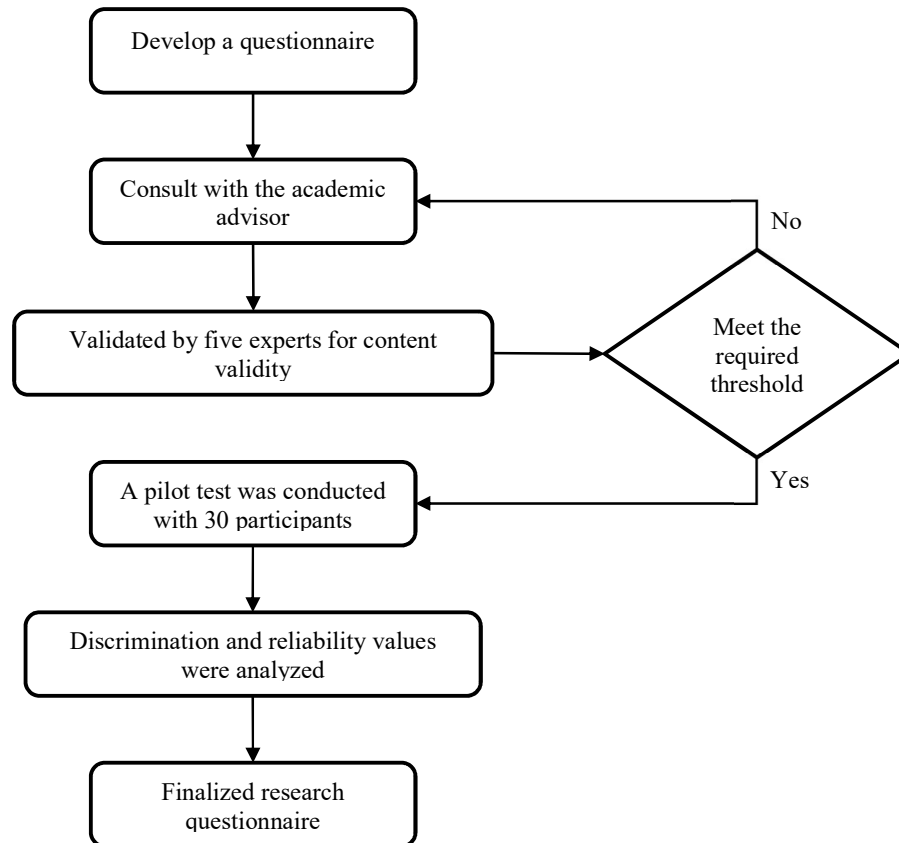 Develop a questionnaire
Consult with the academic
advisor
No
Validated by five experts for content
validity
Meet the
required
threshold
Yes
A pilot test was conducted
with 30 participants
Discrimination and reliability values
were analyzed
Finalized research
questionnaire